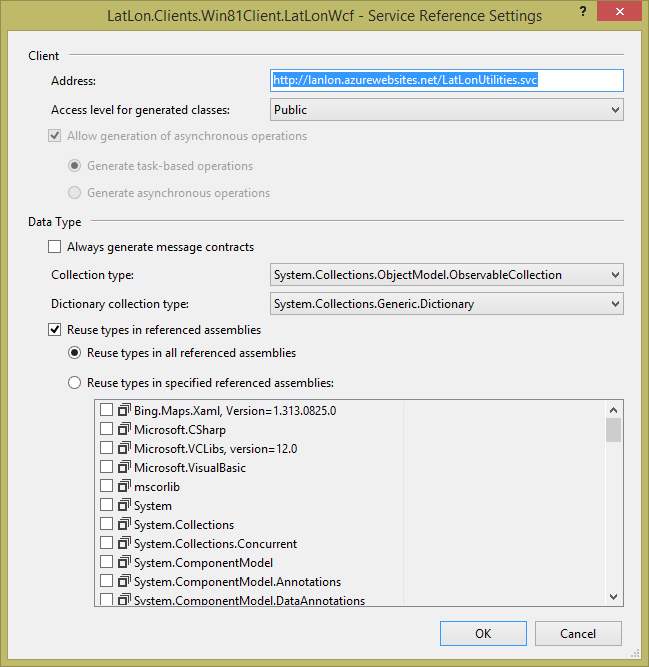 LatLon.Clients.Win81Client.LatLonWcf - Service Reference Settings
?
Client
Address:
http://lanlon.azurewebsites.net/LatLonUtilities.svc
Access level for generated classes:
Public
Allow generation of asynchronous operations
Generate task-based operations
Generate asynchronous operations
Data Type
Always generate message contracts
Collection type:
System.Collections.ObjectModel.ObservableCollection
Dictionary collection type:
System.Collections.Generic.Dictionary
Reuse types in referenced assemblies
Reuse types in all referenced assemblies
Reuse types in specified referenced assemblies:
Bing.Maps.Xaml, Version=1.313.0825.0
Microsoft.CSharp
Microsoft.VCLibs, version=12.0
Microsoft.VisualBasic
mscorlib
System
System.Collections
System.Collections.Concurrent
System.ComponentModel
System.ComponentModel.Annotations
System.ComponentModel.DataAnnotations
OK
Cancel